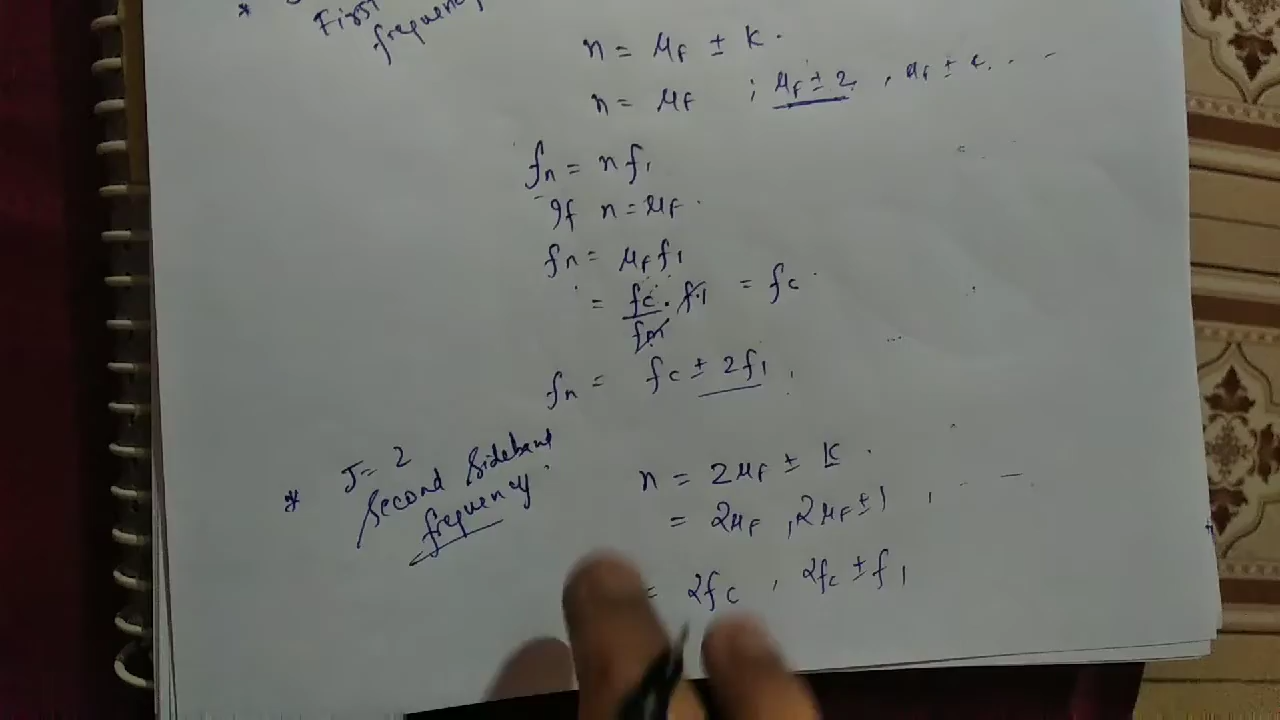 *
First
frequency
n = μF ± k.
n = μF ; μF ± 2, μF ± 4. . . -
fn = n f1
If n = μF.
fn = μF f1
= fc/fm . f1 = fc.
fn = fc ± 2f1.
* J = 2
Second Sideband
frequency
n = 2μF ± k.
= 2μF, 2μF ± 1, . . -
= 2fc, 2fc ± f1